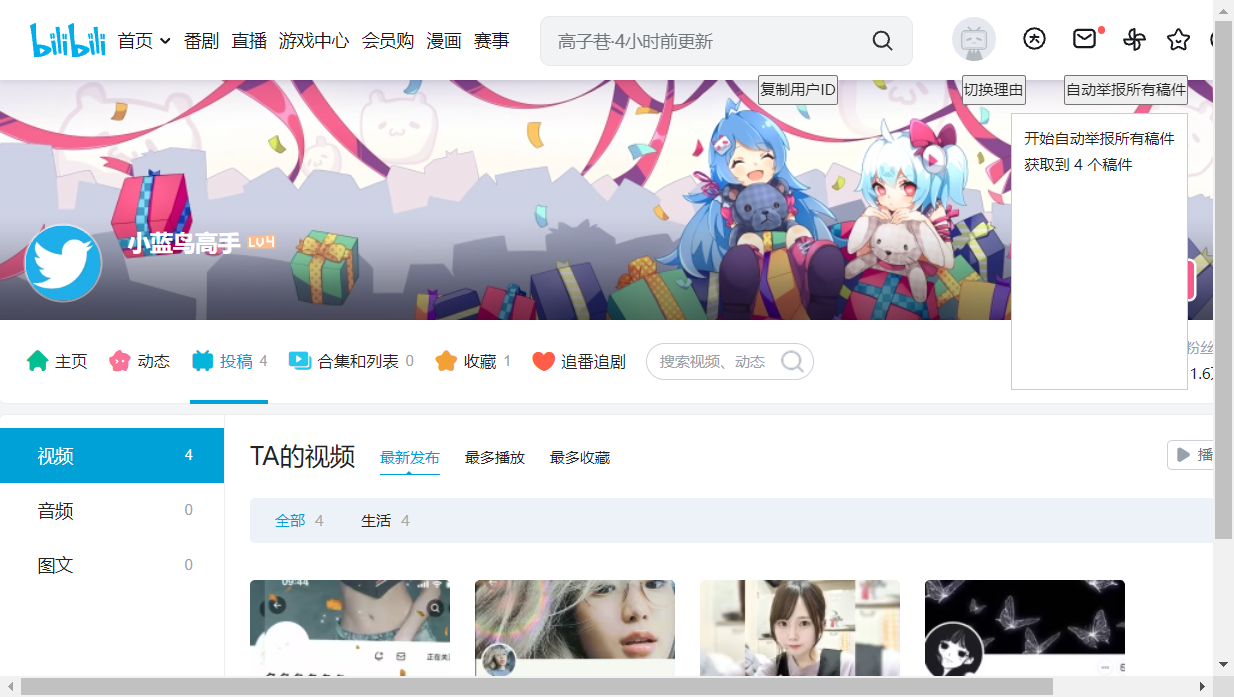 bilibili 首页 番剧 直播 游戏中心 会员购 漫画 赛事 高子巷·4小时前更新
复制用户ID 切换理由 自动举报所有稿件
开始自动举报所有稿件
获取到 4 个稿件
小蓝鸟高手 LV4
主页 动态 投稿 4 合集和列表 0 收藏 1 追番追剧 搜索视频、动态
粉丝
1.6
视频 4
音频 0
图文 0
TA的视频 最新发布 最多播放 最多收藏 播
全部 4 生活 4
09:44